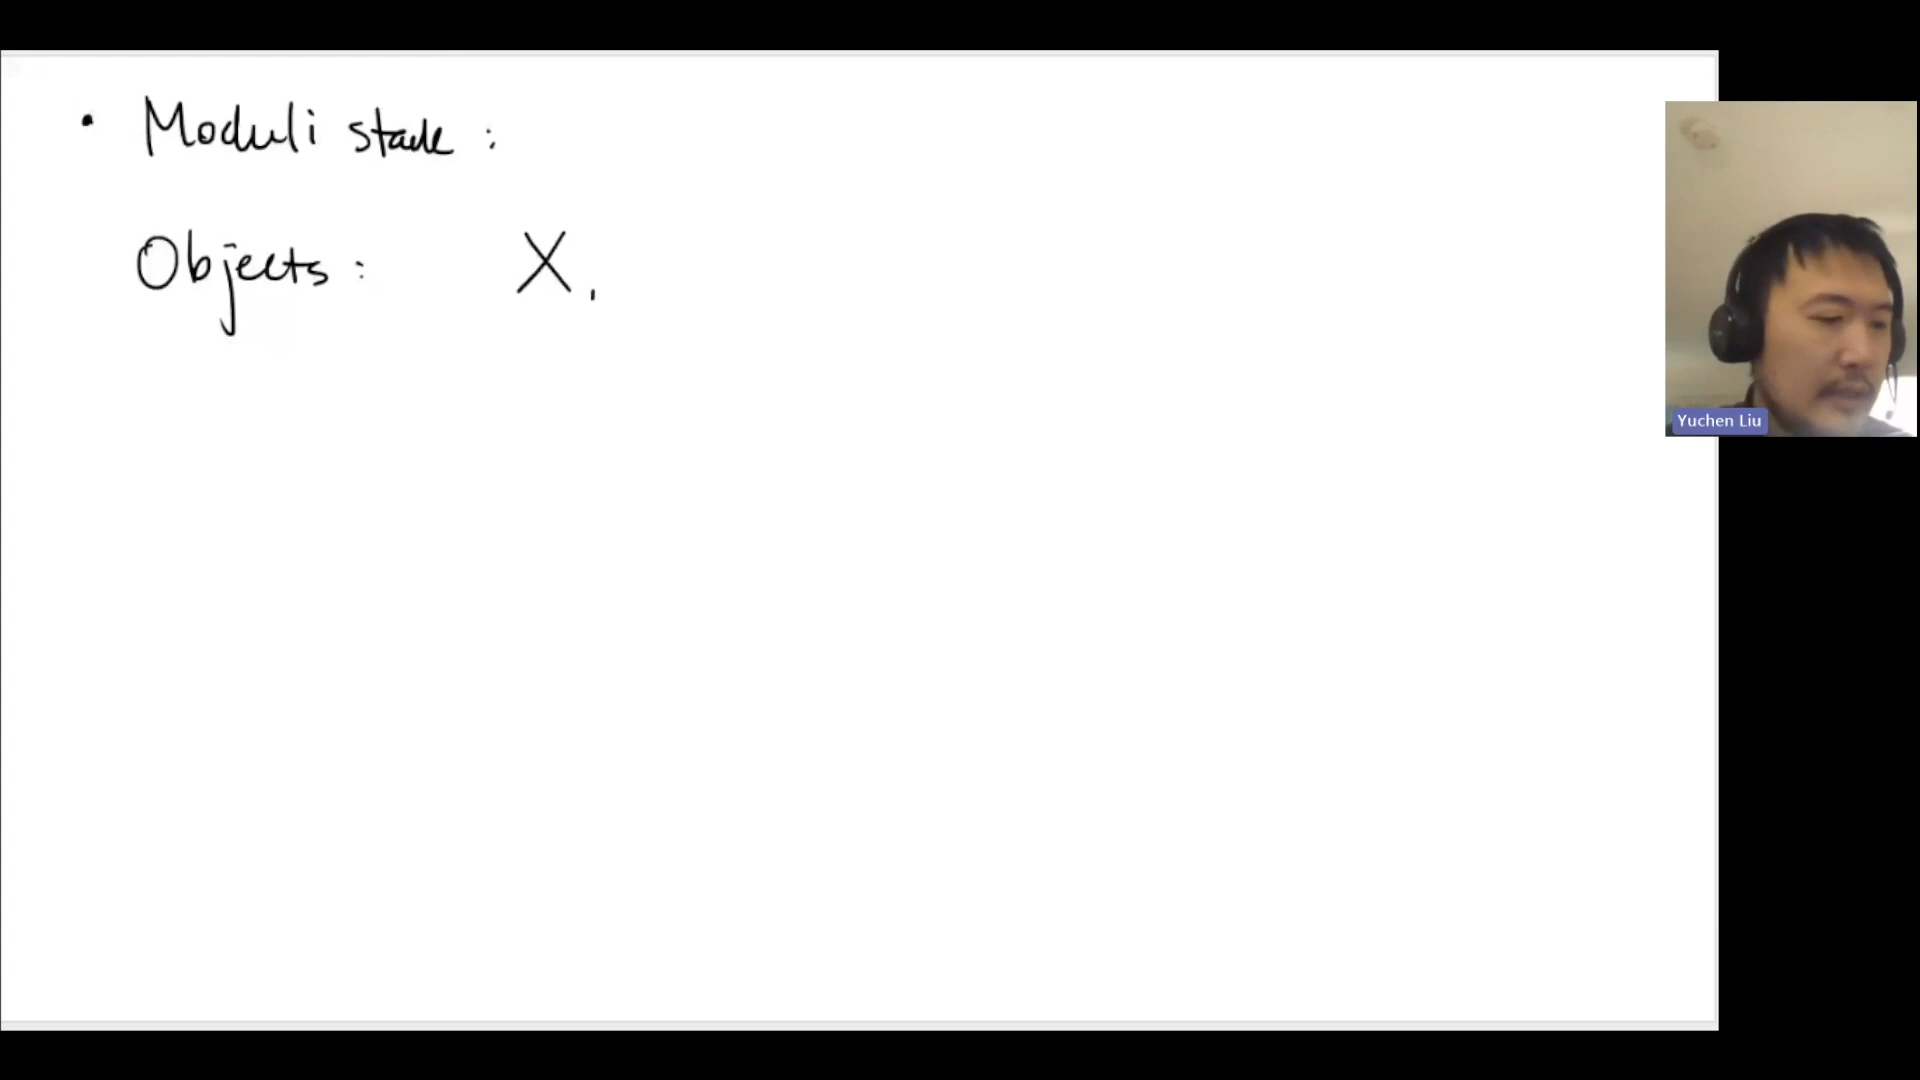 • Moduli stack :
Objects : X,
Yuchen Liu